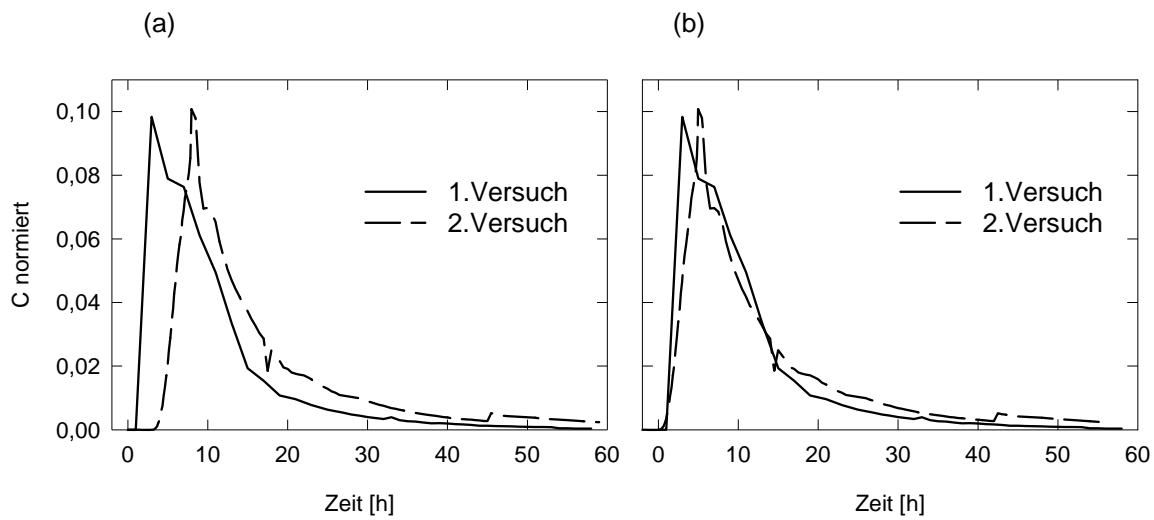 (a)
(b)
0,10
0,08
0,06
0,04
0,02
0,00
C normiert
1.Versuch
2.Versuch
1.Versuch
2.Versuch
0 10 20 30 40 50 60
0 10 20 30 40 50 60
Zeit [h]
Zeit [h]